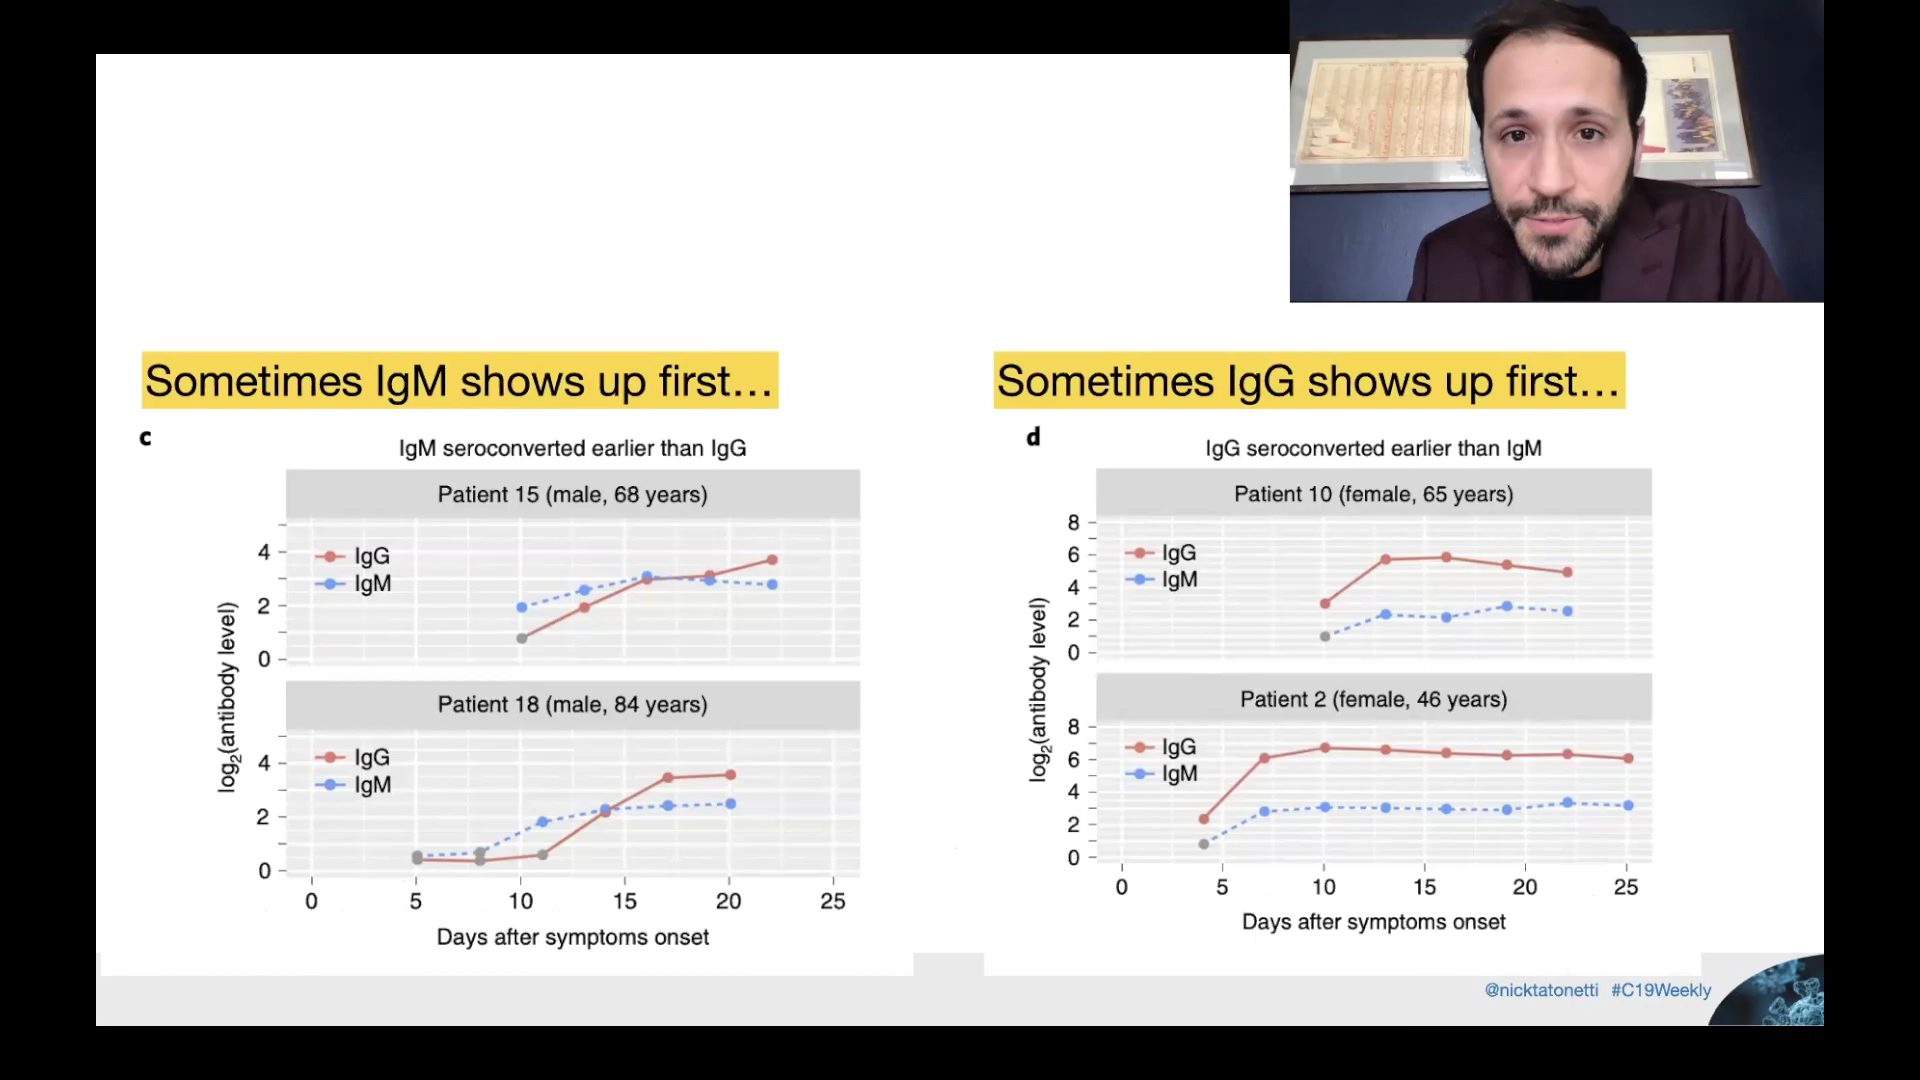 Sometimes IgM shows up first...
c
IgM seroconverted earlier than IgG
Patient 15 (male, 68 years)
IgG
IgM
4
2
0
Patient 18 (male, 84 years)
IgG
IgM
4
2
0
log2(antibody level)
0 5 10 15 20 25
Days after symptoms onset
Sometimes IgG shows up first...
d
IgG seroconverted earlier than IgM
Patient 10 (female, 65 years)
IgG
IgM
8
6
4
2
0
Patient 2 (female, 46 years)
IgG
IgM
8
6
4
2
0
log2(antibody level)
0 5 10 15 20 25
Days after symptoms onset
@nicktatonetti #C19Weekly